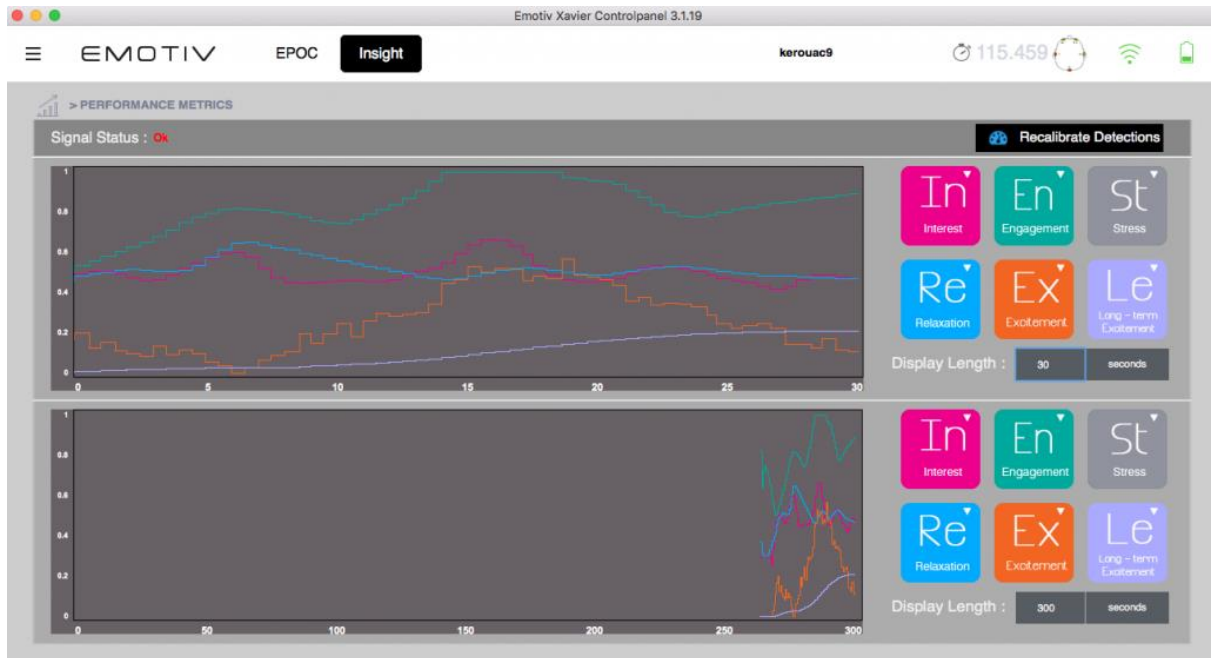 Emotiv Xavier Controlpanel 3.1.19
EMOTIV EPOC Insight kerouac9 115.459
> PERFORMANCE METRICS
Signal Status : Ok Recalibrate Detections
1
0.8
0.6
0.4
0.2
0
0 5 10 15 20 25 30
In En St
Interest Engagement Stress
Re Ex Le
Relaxation Excitement Long - term
Excitement
Display Length : 30 seconds
1
0.8
0.6
0.4
0.2
0
0 50 100 150 200 250 300
In En St
Interest Engagement Stress
Re Ex Le
Relaxation Excitement Long - term
Excitement
Display Length : 300 seconds